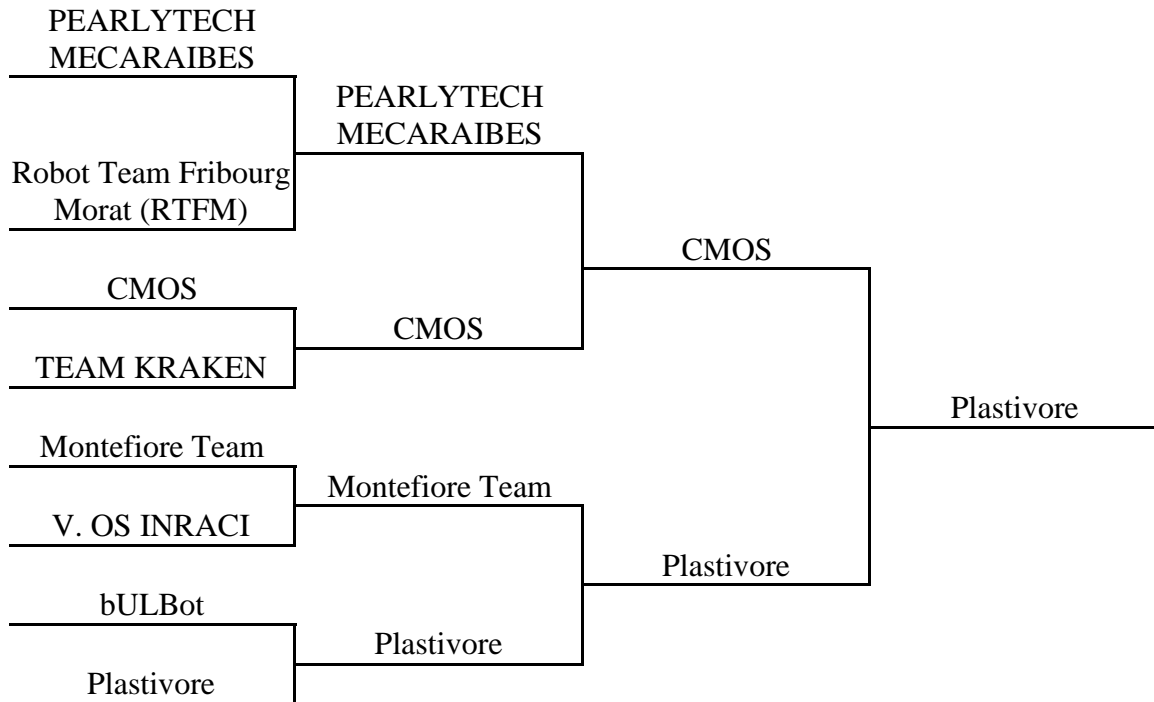 PEARLYTECH
MECARAIBES
Robot Team Fribourg
Morat (RTFM)
CMOS
TEAM KRAKEN
Montefiore Team
V. OS INRACI
bULBot
Plastivore
PEARLYTECH
MECARAIBES
CMOS
Montefiore Team
Plastivore
CMOS
Plastivore
Plastivore